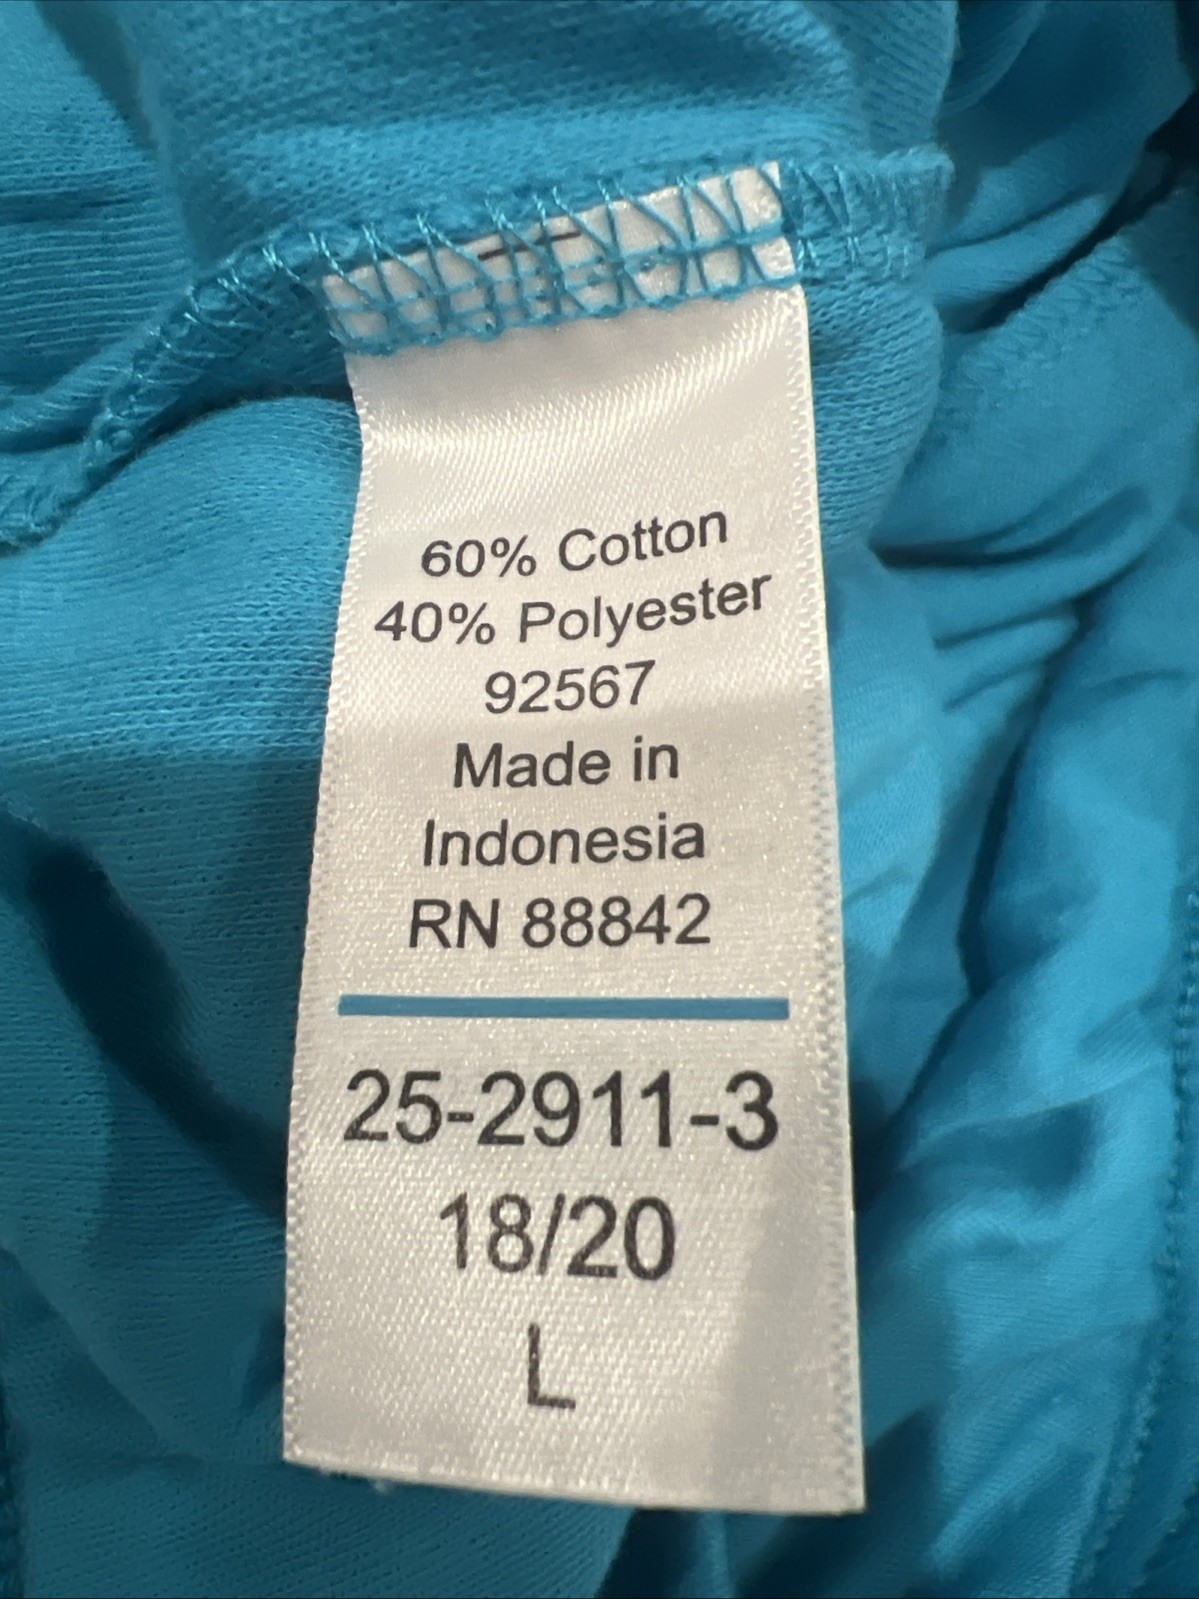 60% Cotton
40% Polyester
92567
Made in
Indonesia
RN 88842
25-2911-3
18/20
L